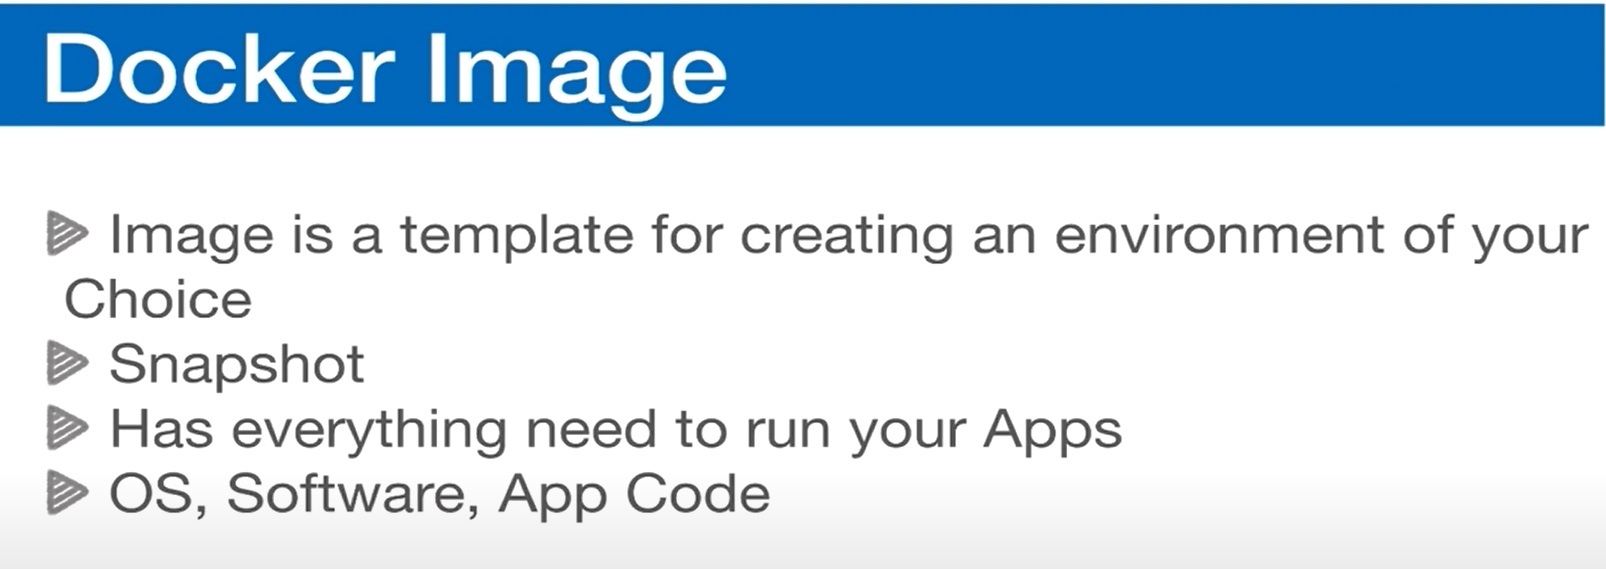 Docker Image
Image is a template for creating an environment of your
Choice
Snapshot
Has everything need to run your Apps
OS, Software, App Code